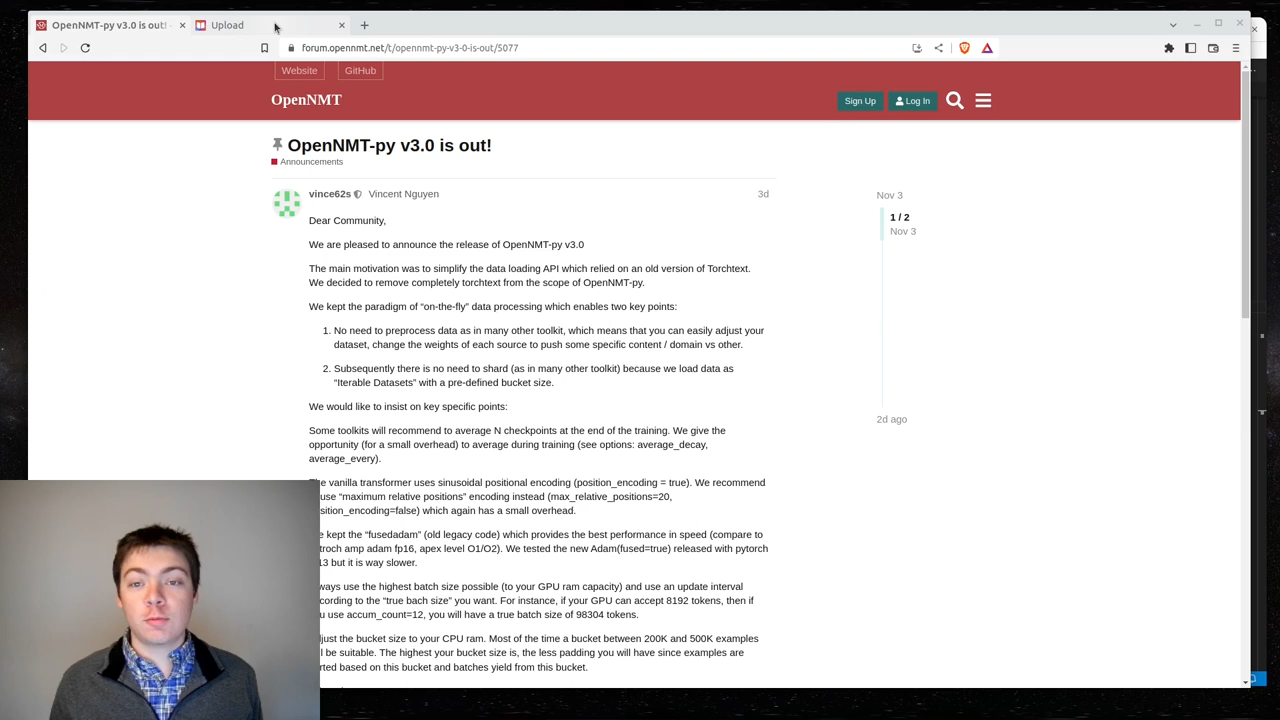 OpenNMT-py v3.0 is out!
Upload
forum.opennmt.net/t/opennmt-py-v3-0-is-out/5077
Website
GitHub
OpenNMT
Sign Up
Log In
OpenNMT-py v3.0 is out!
Announcements
vince62s Vincent Nguyen
3d
Dear Community,
We are pleased to announce the release of OpenNMT-py v3.0
The main motivation was to simplify the data loading API which relied on an old version of Torchtext.
We decided to remove completely torchtext from the scope of OpenNMT-py.
We kept the paradigm of “on-the-fly” data processing which enables two key points:
1. No need to preprocess data as in many other toolkit, which means that you can easily adjust your
dataset, change the weights of each source to push some specific content / domain vs other.
2. Subsequently there is no need to shard (as in many other toolkit) because we load data as
“Iterable Datasets” with a pre-defined bucket size.
We would like to insist on key specific points:
Some toolkits will recommend to average N checkpoints at the end of the training. We give the
opportunity (for a small overhead) to average during training (see options: average_decay,
average_every).
vanilla transformer uses sinusoidal positional encoding (position_encoding = true). We recommend
use “maximum relative positions” encoding instead (max_relative_positions=20,
sition_encoding=false) which again has a small overhead.
kept the “fusedadam” (old legacy code) which provides the best performance in speed (compare to
troch amp adam fp16, apex level O1/O2). We tested the new Adam(fused=true) released with pytorch
13 but it is way slower.
ways use the highest batch size possible (to your GPU ram capacity) and use an update interval
cording to the “true bach size” you want. For instance, if your GPU can accept 8192 tokens, then if
u use accum_count=12, you will have a true batch size of 98304 tokens.
just the bucket size to your CPU ram. Most of the time a bucket between 200K and 500K examples
l be suitable. The highest your bucket size is, the less padding you will have since examples are
rted based on this bucket and batches yield from this bucket.
Nov 3
1 / 2
Nov 3
2d ago